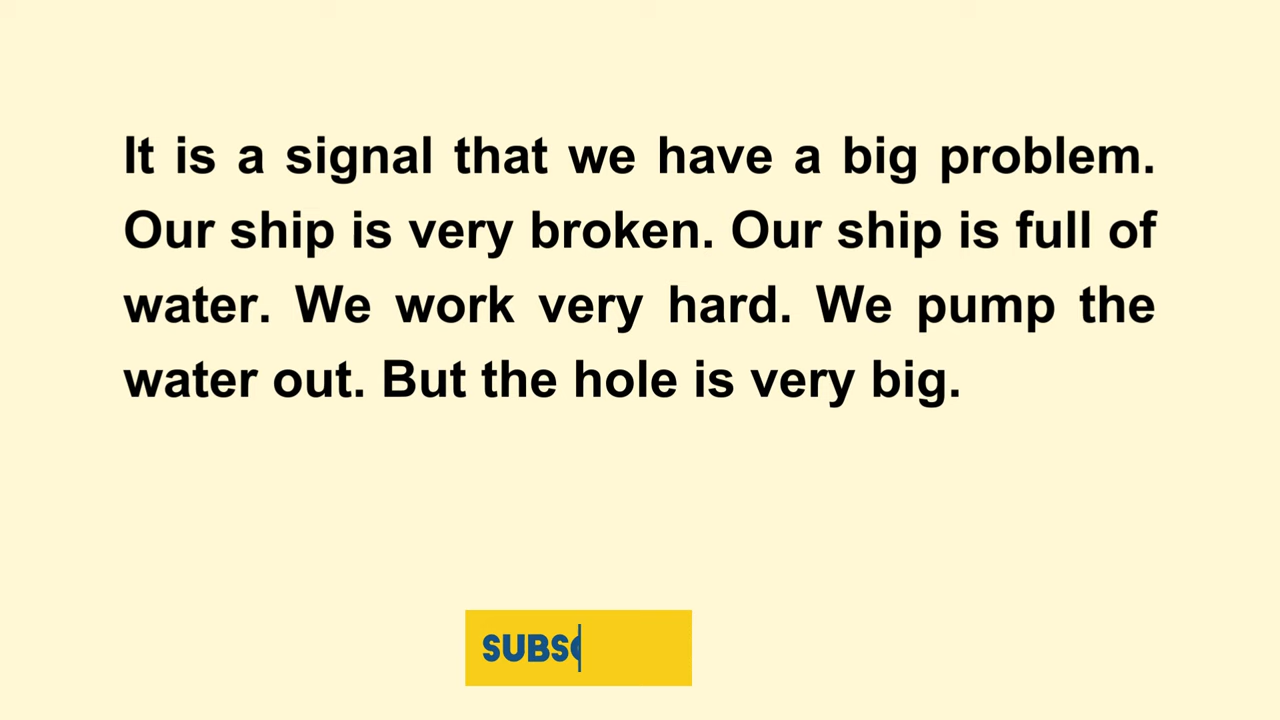 It is a signal that we have a big problem.
Our ship is very broken. Our ship is full of
water. We work very hard. We pump the
water out. But the hole is very big.
SUBS